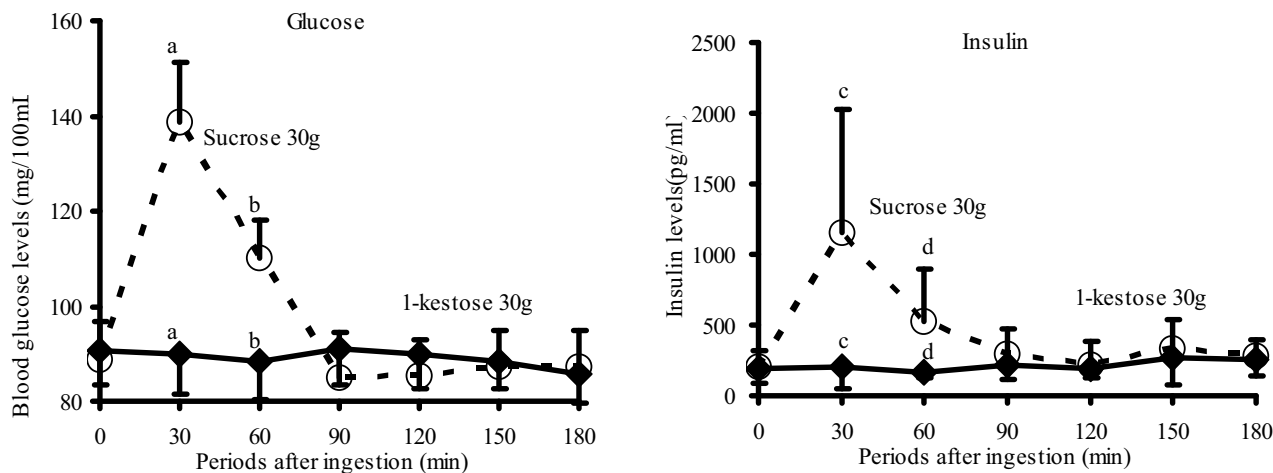 Glucose
160
140
120
100
80
Blood glucose levels (mg/100mL
a
Sucrose 30g
b
1-kestose 30g
a
b
0 30 60 90 120 150 180
Periods after ingestion (min)
Insulin
2500
2000
1500
1000
500
0
Insulin levels(pg/ml)
c
Sucrose 30g
d
1-kestose 30g
c
d
0 30 60 90 120 150 180
Periods after ingestion (min)